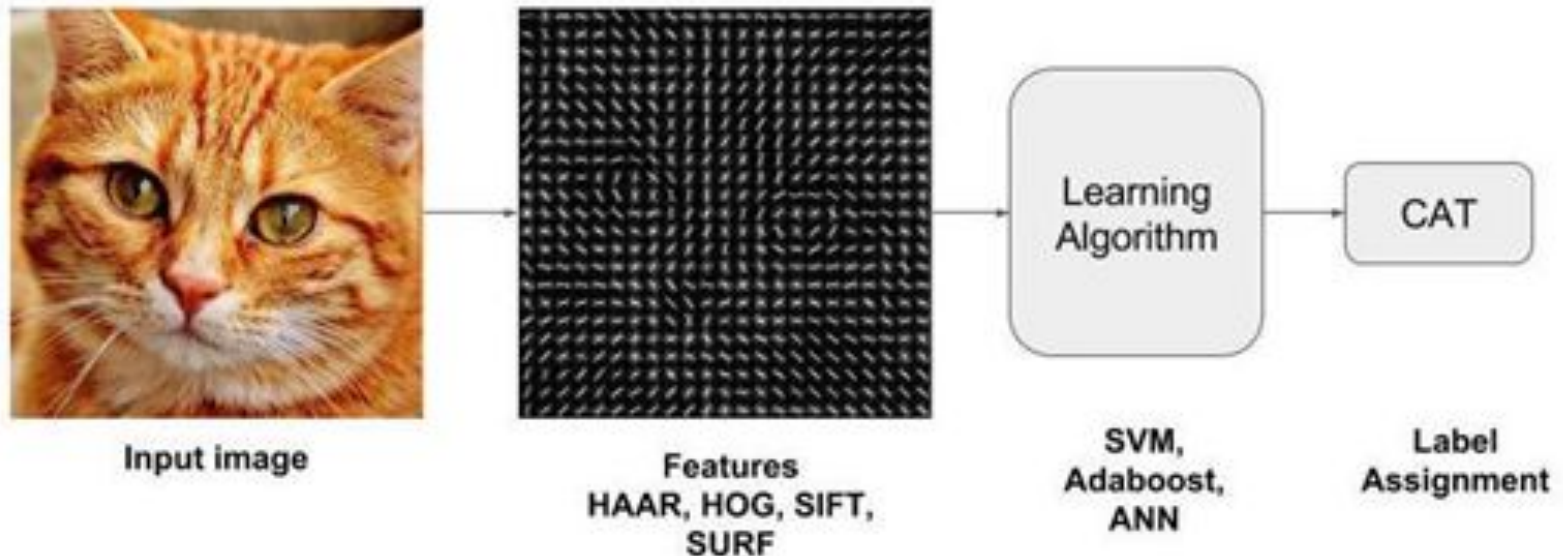 Learning
Algorithm
CAT
Input image
Features
HAAR, HOG, SIFT,
SURF
SVM,
Adaboost,
ANN
Label
Assignment